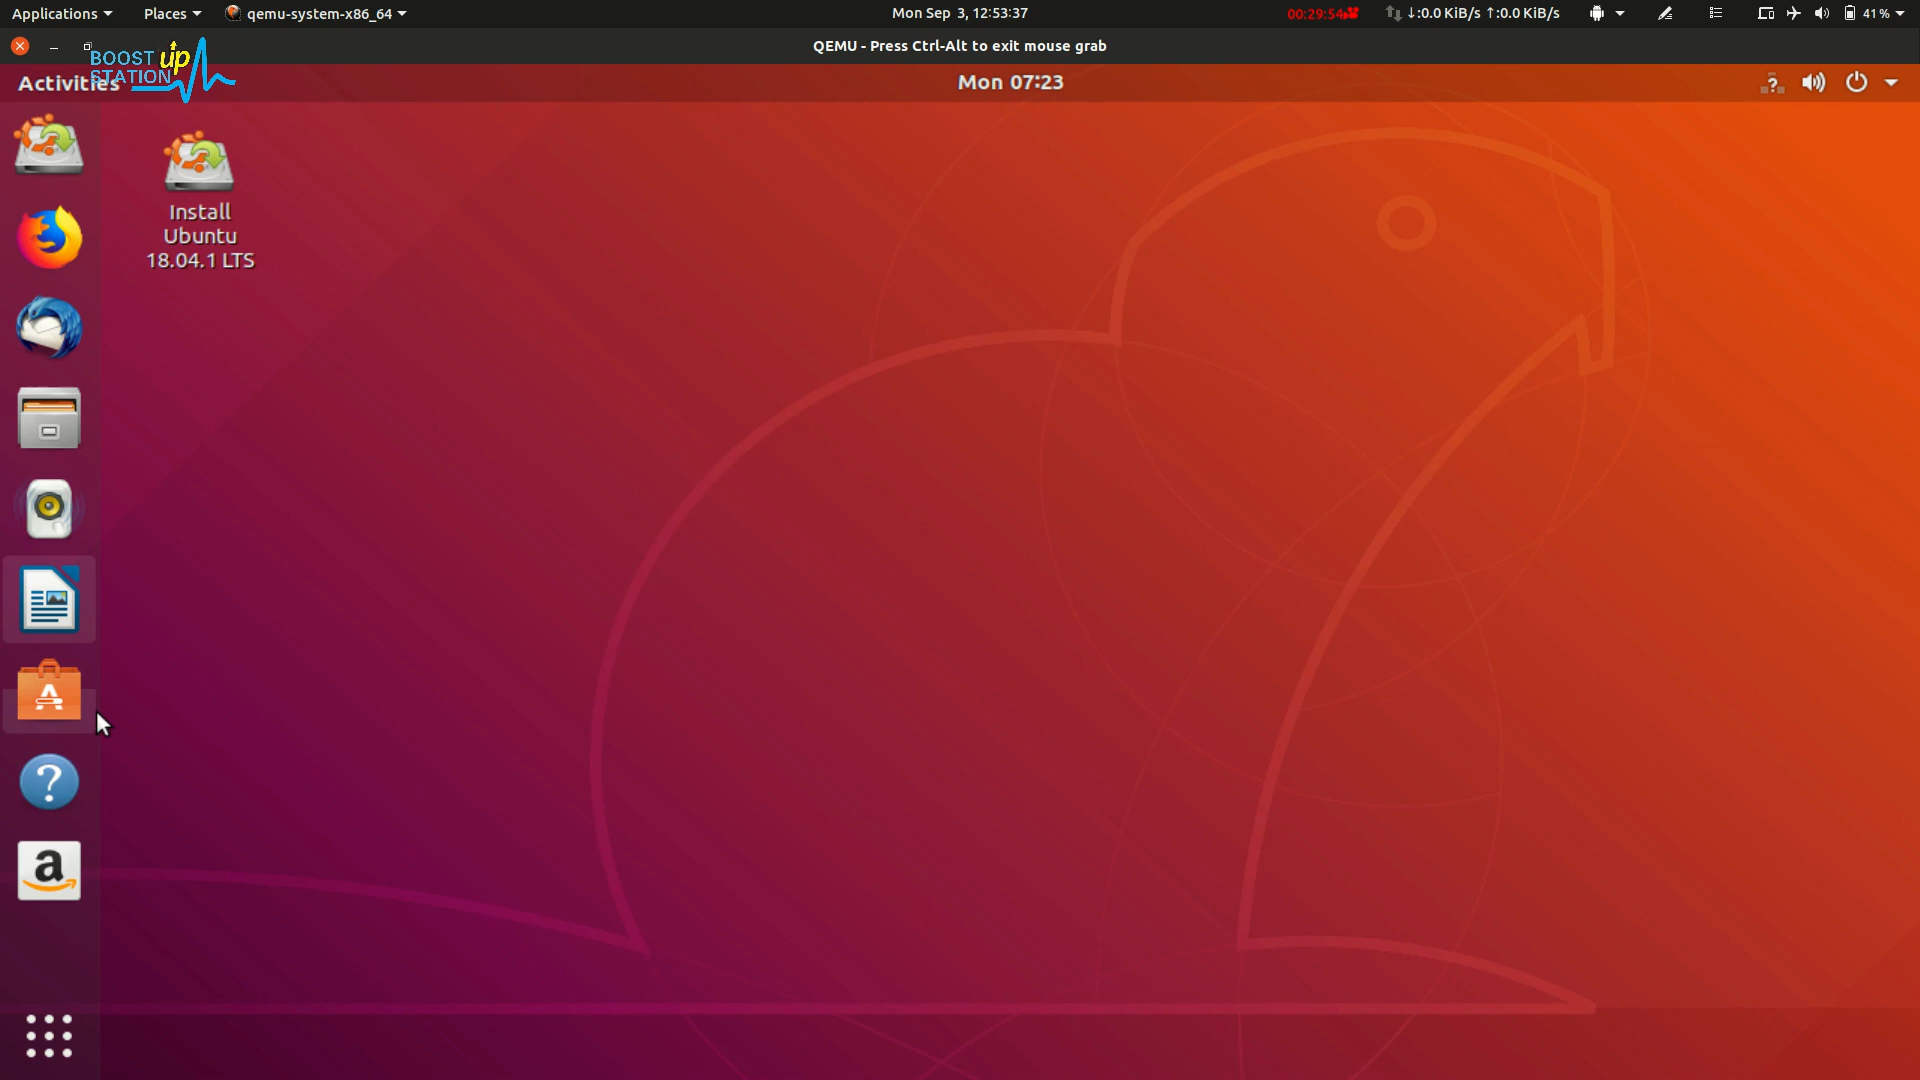 Applications
Places
qemu-system-x86_64
Mon Sep 3, 12:53:37
00:29:54
↓:0.0 KiB/s ↑:0.0 KiB/s
41 %
QEMU - Press Ctrl-Alt to exit mouse grab
BOOST up
STATION
Activities
Mon 07:23
?
Install
Ubuntu
18.04.1 LTS
A
?
a